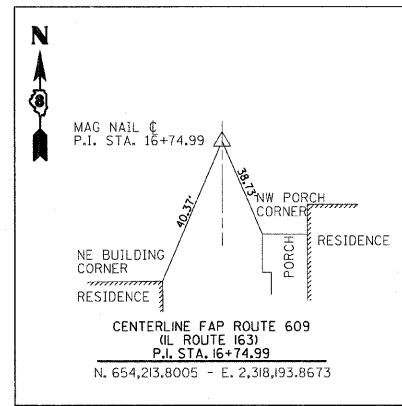 N
MAG NAIL ℄
P.I. STA. 16+74.99
40.37'
38.73'
NW PORCH
CORNER
NE BUILDING
CORNER
RESIDENCE
PORCH
RESIDENCE
CENTERLINE FAP ROUTE 609
(IL ROUTE 163)
P.I. STA. 16+74.99
N. 654,213.8005 - E. 2,318,193.8673